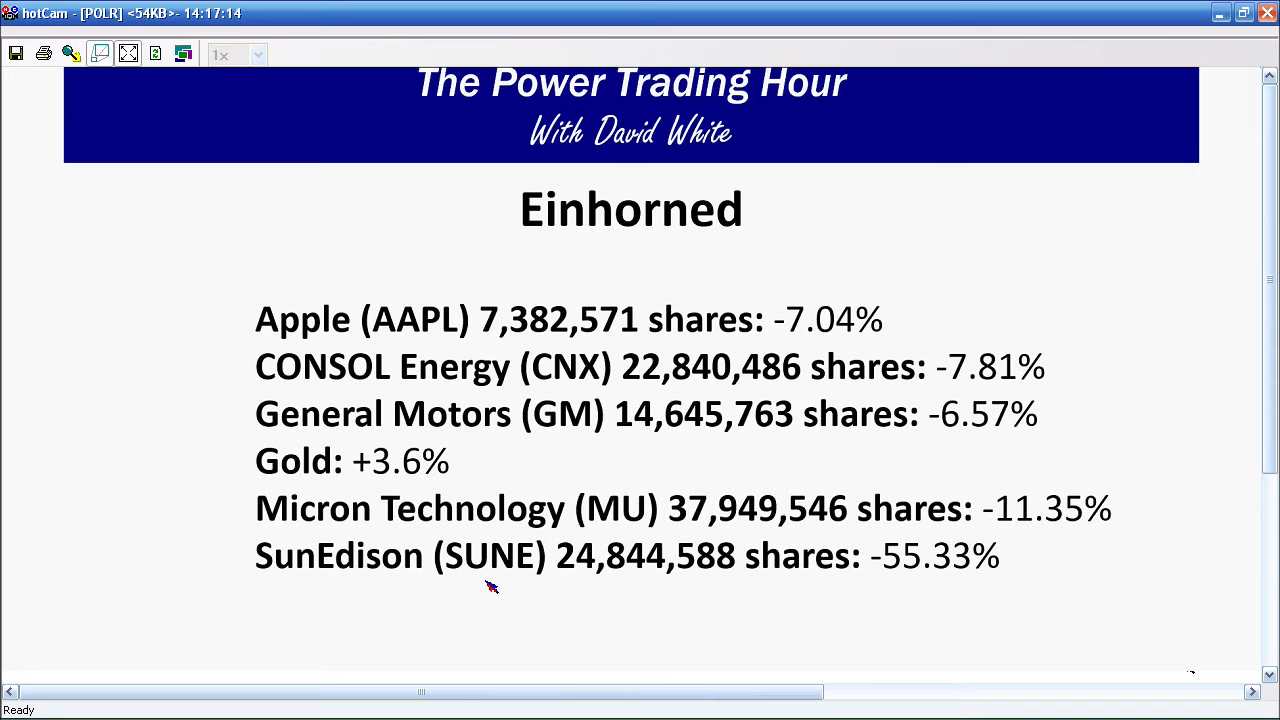 hotCam - [POLR] <54KB>- 14:17:14
1x
The Power Trading Hour
With David White
Einhorned
Apple (AAPL) 7,382,571 shares: -7.04%
CONSOL Energy (CNX) 22,840,486 shares: -7.81%
General Motors (GM) 14,645,763 shares: -6.57%
Gold: +3.6%
Micron Technology (MU) 37,949,546 shares: -11.35%
SunEdison (SUNE) 24,844,588 shares: -55.33%
Ready